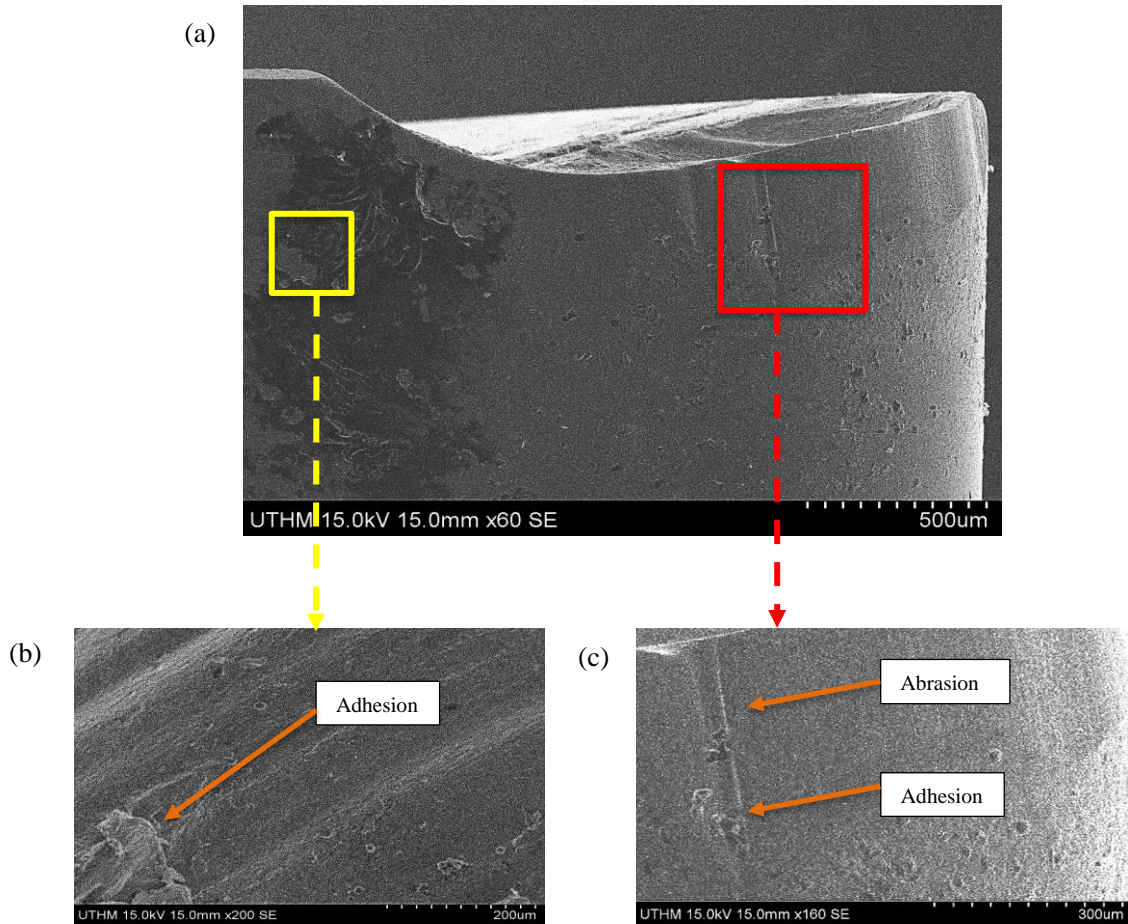 (a)
UTHM 15.0kV 15.0mm x60 SE 500um
(b)
Adhesion
UTHM 15.0kV 15.0mm x200 SE 200um
(c)
Abrasion
Adhesion
UTHM 15.0kV 15.0mm x160 SE 300um